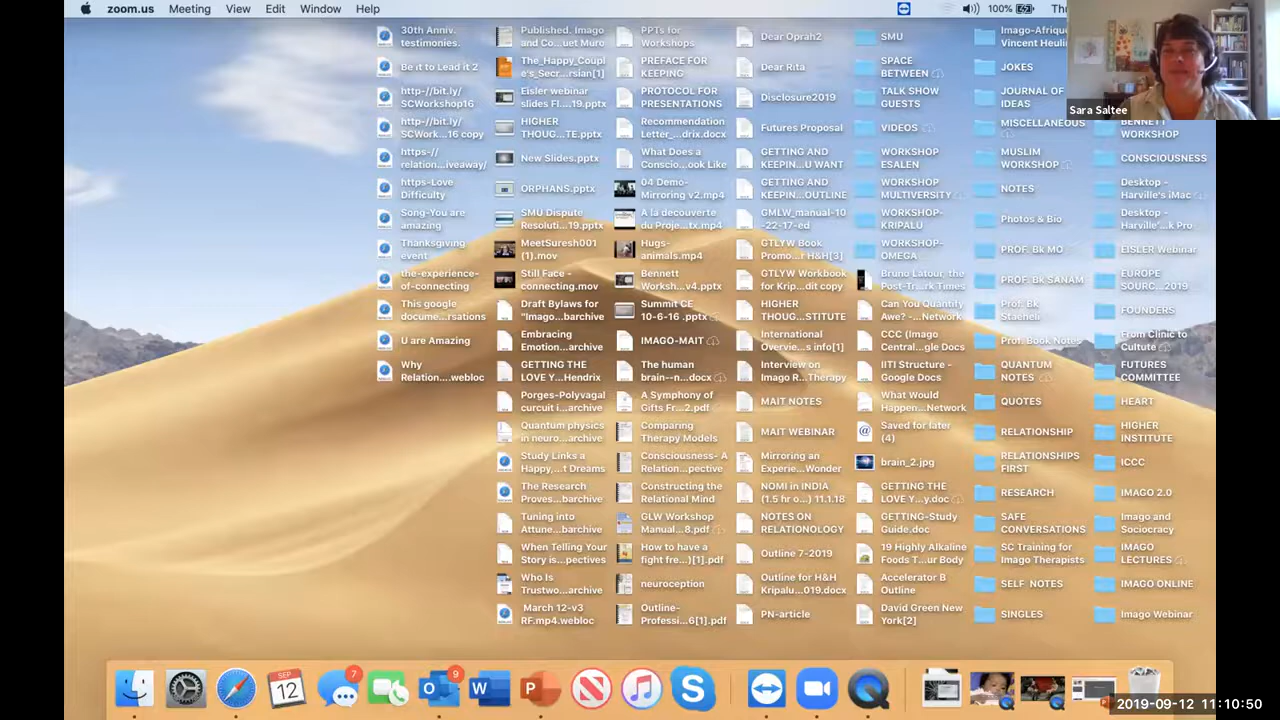 zoom.us Meeting View Edit Window Help
100%
Sara Saltee
30th Anniv.
testimonies.
Be it to Lead it 2
http-//bit.ly/
SCWorkshop16
http-//bit.ly/
SCWork...16 copy
https-//
relation...iveaway/
https-Love
Difficulty
Song-You are
amazing
Thanksgiving
event
the-experience-
of-connecting
This google
docume...rsations
U are Amazing
Why
Relation....webloc
Published. Imago
and Co...uet Muro
The_Happy_Coupl
e's_Secr...rsian[1]
Eisler webinar
slides Fl....19.pptx
HIGHER
THOUG...TE.pptx
New Slides.pptx
ORPHANS.pptx
SMU Dispute
Resoluti...19.pptx
MeetSuresh001
(1).mov
Still Face -
connecting.mov
Draft Bylaws for
"Imago...barchive
Embracing
Emotion...archive
GETTING THE
LOVE Y...Hendrix
Porges-Polyvagal
curcuit i...archive
Quantum physics
in neuro...archive
Study Links a
Happy,...t Dreams
The Research
Proves...barchive
Tuning into
Attune...barchive
When Telling Your
Story is...pectives
Who Is
Trustwo...archive
March 12-v3
RF.mp4.webloc
PPTs for
Workshops
PREFACE FOR
KEEPING
PROTOCOL FOR
PRESENTATIONS
Recommendation
Letter_...drix.docx
What Does a
Conscio...ook Like
04 Demo-
Mirroring v2.mp4
A la decouverte
du Proje...tx.mp4
Hugs-
animals.mp4
Bennett
Worksh...v4.pptx
Summit CE
10-6-16 .pptx
IMAGO-MAIT
The human
brain--n...docx
A Symphony of
Gifts Fr...2.pdf
Comparing
Therapy Models
Consciousness- A
Relation...pective
Constructing the
Relational Mind
GLW Workshop
Manual...8.pdf
How to have a
fight fre...)[1].pdf
neuroception
Outline-
Professi...6[1].pdf
Dear Oprah2
Dear Rita
Disclosure2019
Futures Proposal
GETTING AND
KEEPIN...U WANT
GETTING AND
KEEPIN...OUTLINE
GMLW_manual-10
-22-17-ed
GTLYW Book
Promo...r H&H[3]
GTLYW Workbook
for Krip...dit copy
HIGHER
THOUG...STITUTE
International
Overvie...s info[1]
Interview on
Imago R...Therapy
MAIT NOTES
MAIT WEBINAR
Mirroring an
Experie...Wonder
NOMI in INDIA
(1.5 hr o...) 11.1.18
NOTES ON
RELATIONOLOGY
Outline 7-2019
Outline for H&H
Kripalu...019.docx
PN-article
SMU
SPACE
BETWEEN
TALK SHOW
GUESTS
VIDEOS
WORKSHOP
ESALEN
WORKSHOP
MULTIVERSITY
WORKSHOP-
KRIPALU
WORKSHOP-
OMEGA
Bruno Latour, the
Post-Tr...rk Times
Can You Quantify
Awe? -...Network
CCC (Imago
Central...gle Docs
IITI Structure -
Google Docs
What Would
Happen...Network
Saved for later
(4)
brain_2.jpg
GETTING THE
LOVE Y...y.doc
GETTING-Study
Guide.doc
19 Highly Alkaline
Foods T...ur Body
Accelerator B
Outline
David Green New
York[2]
Imago-Afrique
Vincent Heulin
JOKES
JOURNAL OF
IDEAS
MISCELLANEOUS
MUSLIM
WORKSHOP
NOTES
Photos & Bio
PROF. Bk MO
PROF. BK SANAM
Prof. Bk
Staeheli
Prof. Book Notes
QUANTUM
NOTES
QUOTES
RELATIONSHIP
RELATIONSHIPS
FIRST
RESEARCH
SAFE
CONVERSATIONS
SC Training for
Imago Therapists
SELF NOTES
SINGLES
BENNETT
WORKSHOP
CONSCIOUSNESS
Desktop -
Harville's iMac
Desktop -
Harville'...k Pro
EISLER Webinar
EUROPE
SOURC...2019
FOUNDERS
From Clinic to
Cultute
FUTURES
COMMITTEE
HEART
HIGHER
INSTITUTE
ICCC
IMAGO 2.0
Imago and
Sociocracy
IMAGO
LECTURES
IMAGO ONLINE
Imago Webinar
SEP
12
7
9
2019-09-12 11:10:50